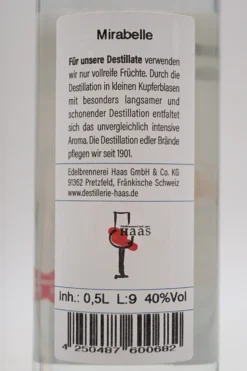 Mirabelle
Für unsere Destillate verwenden
wir nur vollreife Früchte. Durch die
Destillation in kleinen Kupferblasen
mit besonders langsamer und
schonender Destillation entfaltet
sich das unvergleichlich intensive
Aroma. Die Destillation edler Brände
pflegen wir seit 1901.
Edelbrennerei Haas GmbH & Co. KG
91362 Pretzfeld, Fränkische Schweiz
www.destillerie-haas.de
Haas
Inh.: 0,5L L:9 40%Vol
4 250487 600682